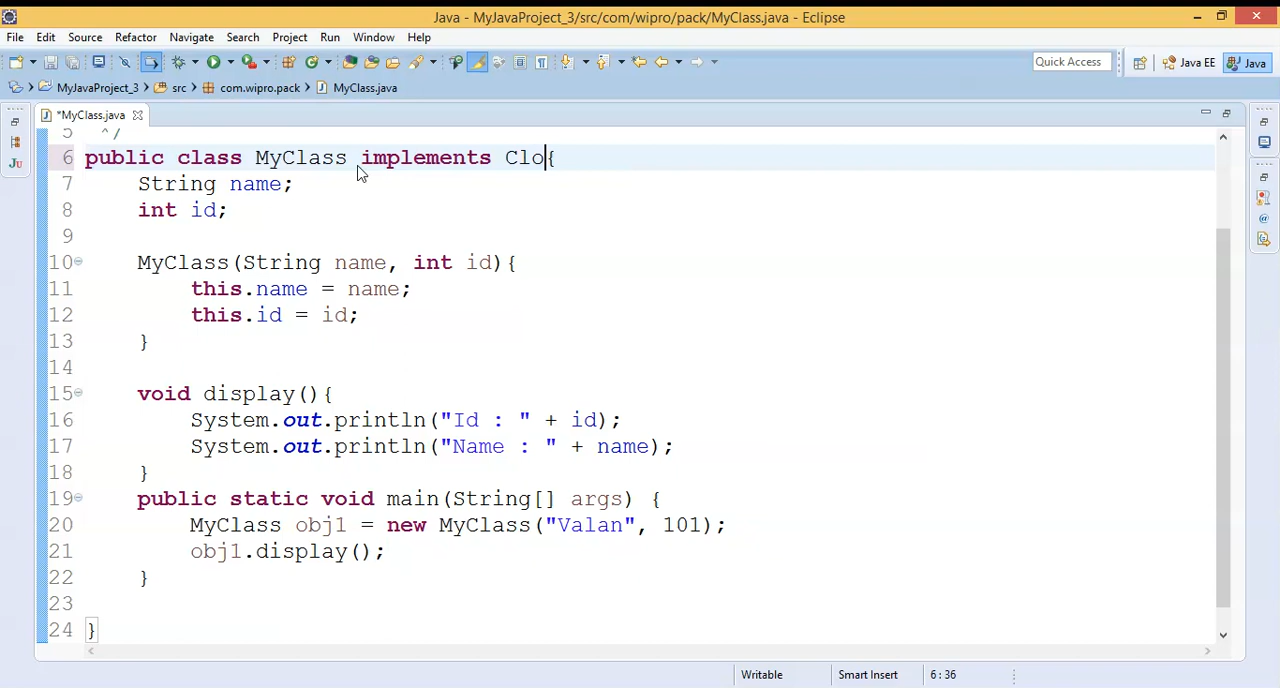 Java - MyJavaProject_3/src/com/wipro/pack/MyClass.java - Eclipse
File Edit Source Refactor Navigate Search Project Run Window Help
Quick Access Java EE Java
MyJavaProject_3 src com.wipro.pack MyClass.java
*MyClass.java
5 */
6 public class MyClass implements Clo{
7 String name;
8 int id;
9
10 MyClass(String name, int id){
11 this.name = name;
12 this.id = id;
13 }
14
15 void display(){
16 System.out.println("Id : " + id);
17 System.out.println("Name : " + name);
18 }
19 public static void main(String[] args) {
20 MyClass obj1 = new MyClass("Valan", 101);
21 obj1.display();
22 }
23
24 }
Writable Smart Insert 6 : 36